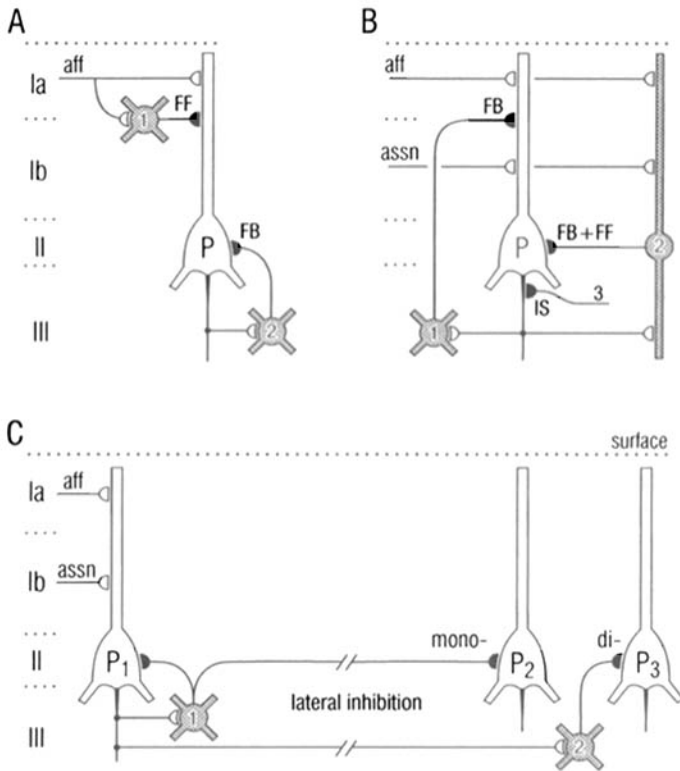 A
aff
Ia
1
FF
Ib
II
P
FB
III
2
B
aff
FB
assn
P
FB+FF
2
IS
3
1
C
surface
Ia
aff
Ib
assn
II
P1
mono-
P2
di-
P3
1
lateral inhibition
III
2